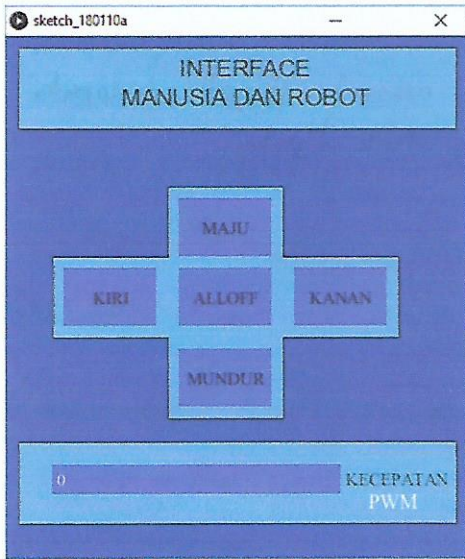 sketch_180110a
INTERFACE
MANUSIA DAN ROBOT
MAJU
KIRI ALLOFF KANAN
MUNDUR
0 KECEPATAN
PWM